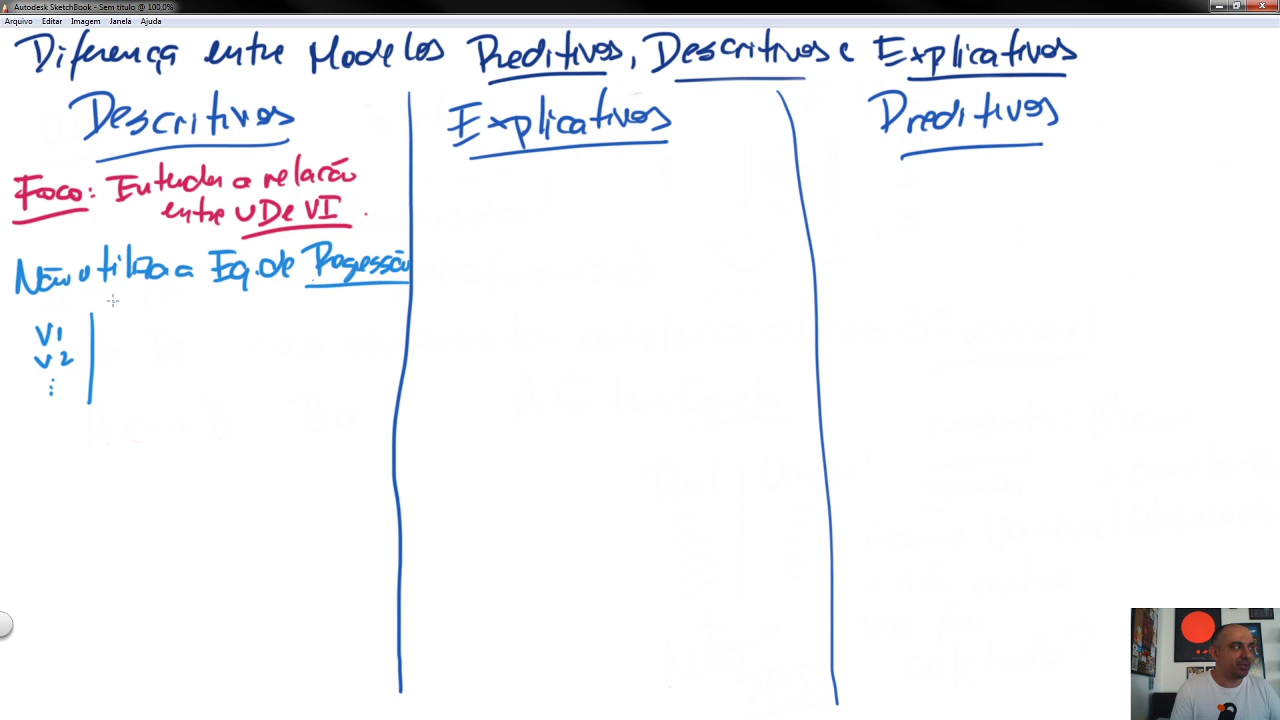 Autodesk SketchBook - Sem título @ 100,0%
Arquivo Editar Imagem Janela Ajuda
Diferença entre Modelos Preditivos, Descritivos e Explicativos
Descritivos
Explicativos
Preditivos
Foco: Entender a relação
entre VD e VI.
Não utiliza a Eq. de Regressão
V1
V2
⋮